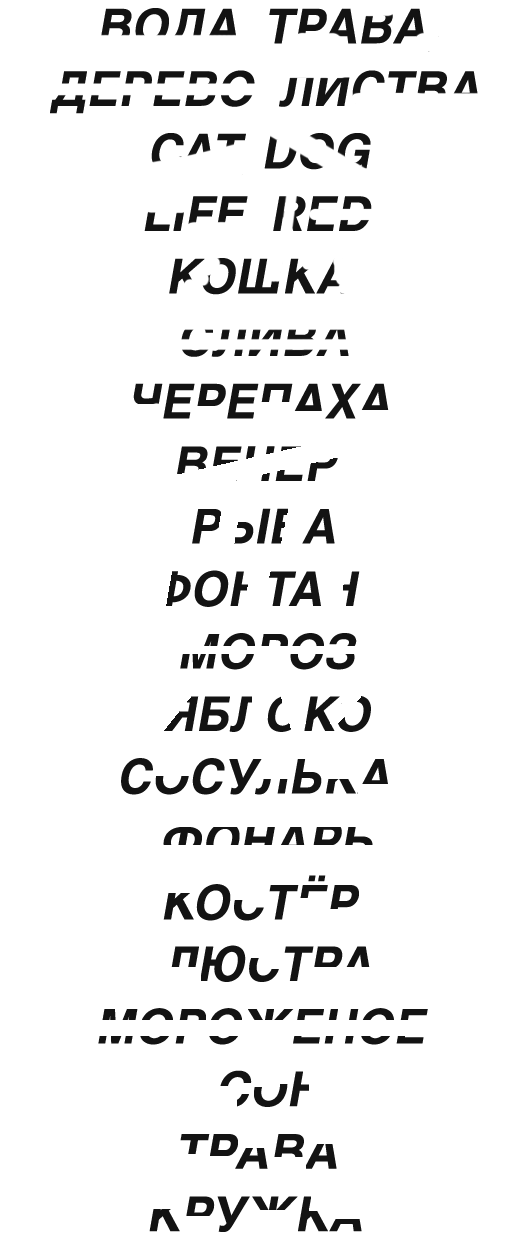 ВОДА ТРАВА
ДЕРЕВО ЛИСТВА
CAT DOG
LIFE RED
КОШКА
СЛИВА
ЧЕРЕПАХА
ВЕЧЕР
РЫБА
ФОНТАН
МОРОЗ
ЯБЛОКО
СОСУЛЬКА
ФОНАРЬ
КОСТЁР
ЛЮСТРА
МОРОЖЕНОЕ
СОН
ТРАВА
КРУЖКА